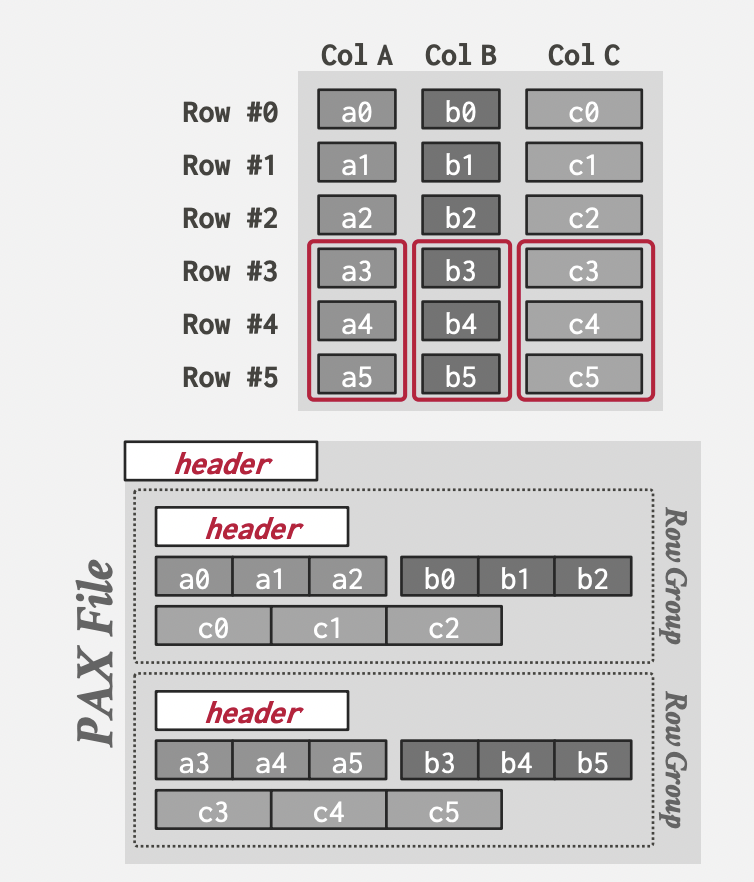 Col A Col B Col C
Row #0 a0 b0 c0
Row #1 a1 b1 c1
Row #2 a2 b2 c2
Row #3 a3 b3 c3
Row #4 a4 b4 c4
Row #5 a5 b5 c5
PAX File
header
Row Group
header
a0 a1 a2 b0 b1 b2
c0 c1 c2
Row Group
header
a3 a4 a5 b3 b4 b5
c3 c4 c5